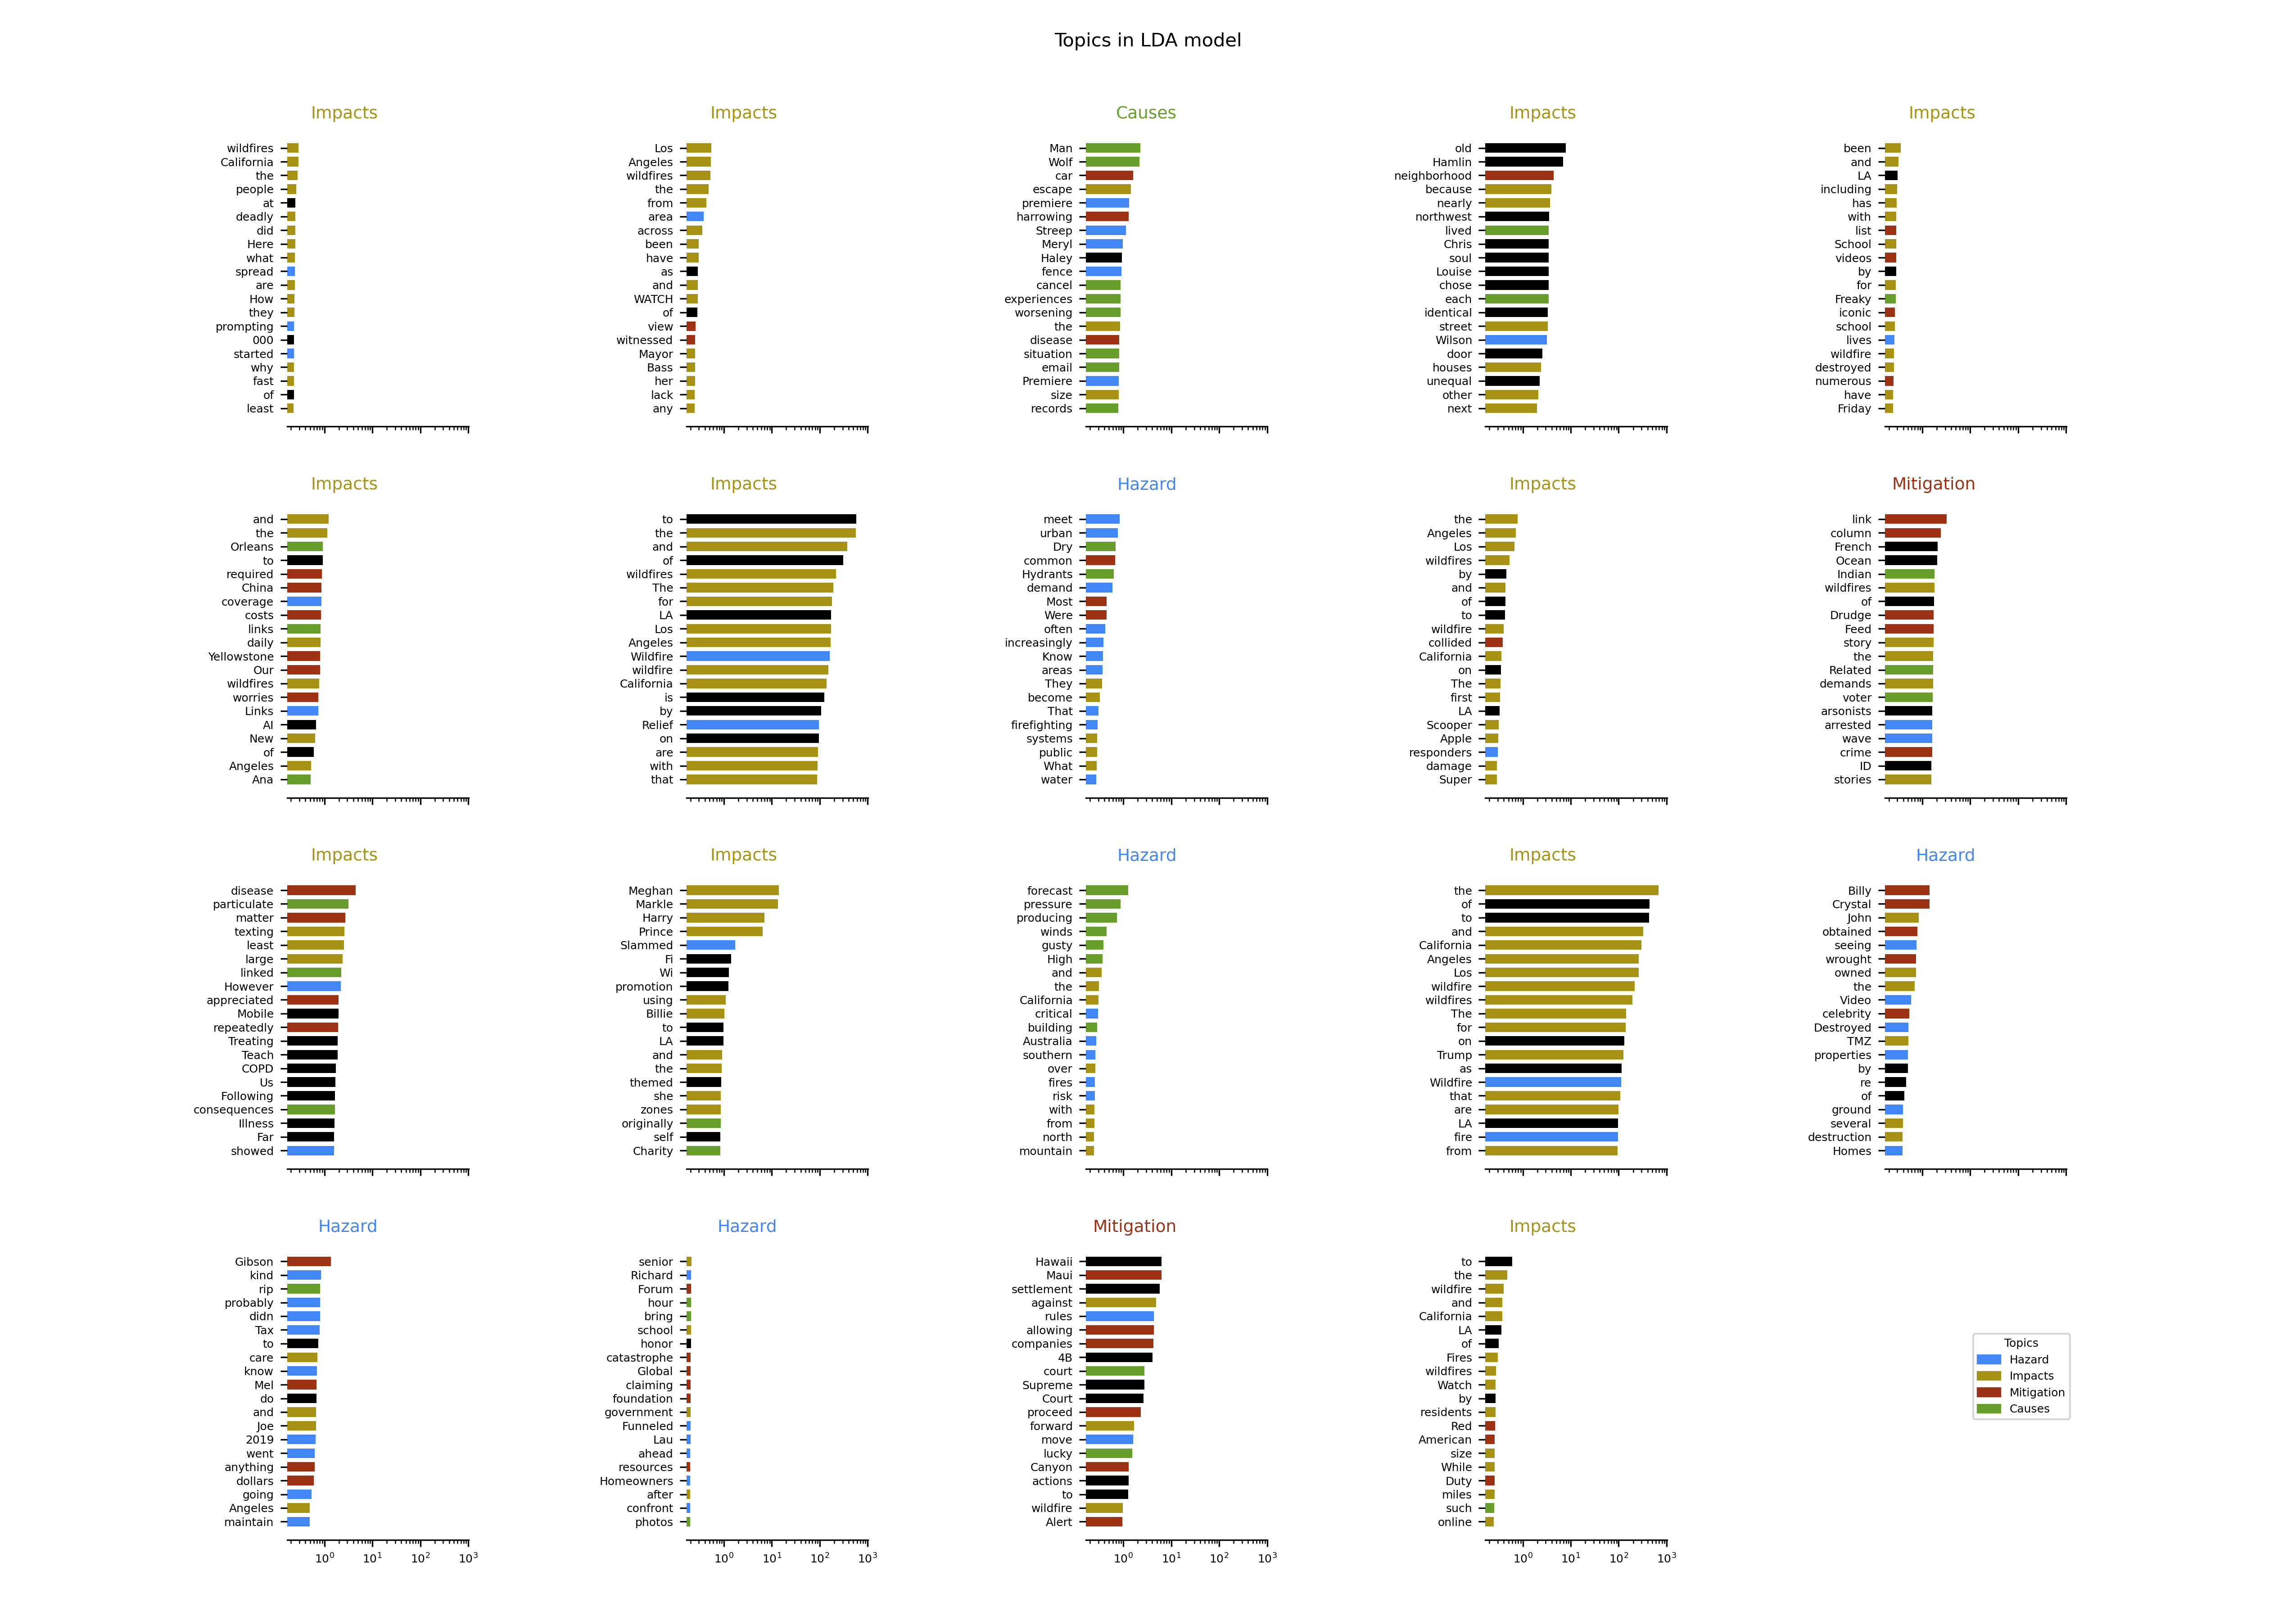 Topics in LDA model
Impacts
wildfires
California
the
people
at
deadly
did
Here
what
spread
are
How
they
prompting
000
started
why
fast
of
least
Impacts
Los
Angeles
wildfires
the
from
area
across
been
have
as
and
WATCH
of
view
witnessed
Mayor
Bass
her
lack
any
Causes
Man
Wolf
car
escape
premiere
harrowing
Streep
Meryl
Haley
fence
cancel
experiences
worsening
the
disease
situation
email
Premiere
size
records
Impacts
old
Hamlin
neighborhood
because
nearly
northwest
lived
Chris
soul
Louise
chose
each
identical
street
Wilson
door
houses
unequal
other
next
Impacts
been
and
LA
including
has
with
list
School
videos
by
for
Freaky
iconic
school
lives
wildfire
destroyed
numerous
have
Friday
Impacts
and
the
Orleans
to
required
China
coverage
costs
links
daily
Yellowstone
Our
wildfires
worries
Links
AI
New
of
Angeles
Ana
Impacts
to
the
and
of
wildfires
The
for
LA
Los
Angeles
Wildfire
wildfire
California
is
by
Relief
on
are
with
that
Hazard
meet
urban
Dry
common
Hydrants
demand
Most
Were
often
increasingly
Know
areas
They
become
That
firefighting
systems
public
What
water
Impacts
the
Angeles
Los
wildfires
by
and
of
to
wildfire
collided
California
on
The
first
LA
Scooper
Apple
responders
damage
Super
Mitigation
link
column
French
Ocean
Indian
wildfires
of
Drudge
Feed
story
the
Related
demands
voter
arsonists
arrested
wave
crime
ID
stories
Impacts
disease
particulate
matter
texting
least
large
linked
However
appreciated
Mobile
repeatedly
Treating
Teach
COPD
Us
Following
consequences
Illness
Far
showed
Impacts
Meghan
Markle
Harry
Prince
Slammed
Fi
Wi
promotion
using
Billie
to
LA
and
the
themed
she
zones
originally
self
Charity
Hazard
forecast
pressure
producing
winds
gusty
High
and
the
California
critical
building
Australia
southern
over
fires
risk
with
from
north
mountain
Impacts
the
of
to
and
California
Angeles
Los
wildfire
wildfires
The
for
on
Trump
as
Wildfire
that
are
LA
fire
from
Hazard
Billy
Crystal
John
obtained
seeing
wrought
owned
the
Video
celebrity
Destroyed
TMZ
properties
by
re
of
ground
several
destruction
Homes
Hazard
Gibson
kind
rip
probably
didn
Tax
to
care
know
Mel
do
and
Joe
2019
went
anything
dollars
going
Angeles
maintain
10⁰ 10¹ 10² 10³
Hazard
senior
Richard
Forum
hour
bring
school
honor
catastrophe
Global
claiming
foundation
government
Funneled
Lau
ahead
resources
Homeowners
after
confront
photos
10⁰ 10¹ 10² 10³
Mitigation
Hawaii
Maui
settlement
against
rules
allowing
companies
4B
court
Supreme
Court
proceed
forward
move
lucky
Canyon
actions
to
wildfire
Alert
10⁰ 10¹ 10² 10³
Impacts
to
the
wildfire
and
California
LA
of
Fires
wildfires
Watch
by
residents
Red
American
size
While
Duty
miles
such
online
10⁰ 10¹ 10² 10³
Topics
Hazard
Impacts
Mitigation
Causes